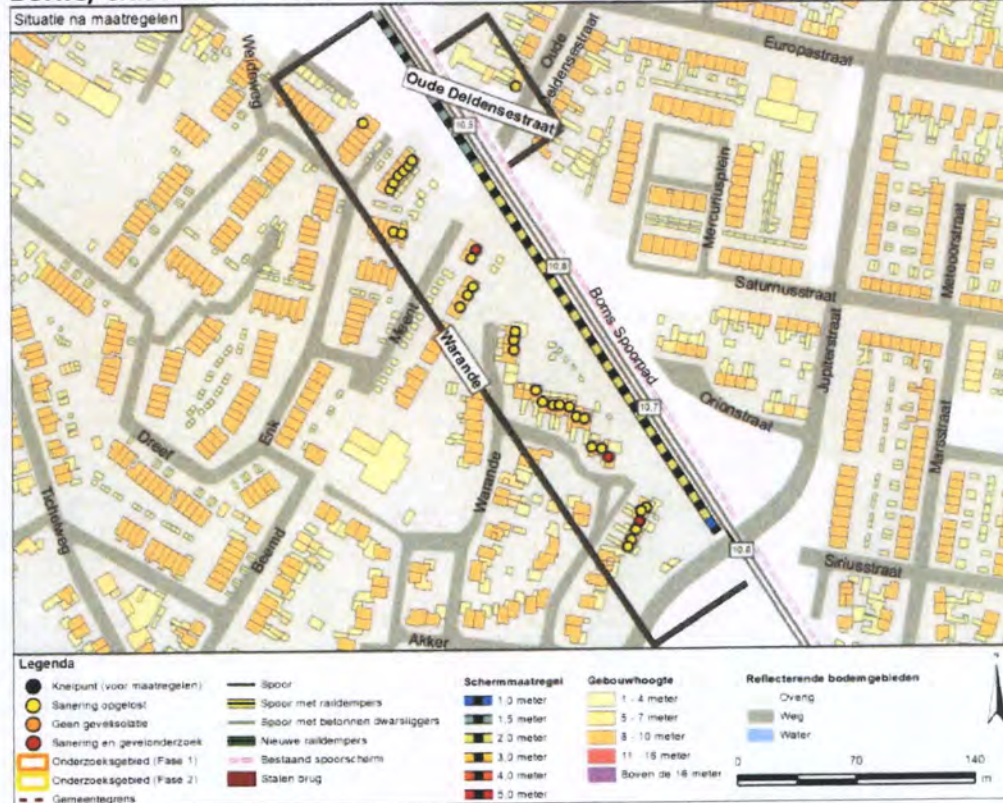 Situatie na maatregelen
Weideweg
Oude
Deldensestraat
Oude Deldensestraat
Europastraat
10,9
Mercuriusplein
Meteoorstraat
10,8
Saturnusstraat
Borns Spoorpad
Jupiterstraat
Meent
Warande
10,7
Orionstraat
Marsstraat
Dreef
Enk
Warande
Tichelweg
Beemd
10,6
Siriusstraat
Akker
Legenda
Knelpunt (voor maatregelen)
Sanering opgelost
Geen gevelisolatie
Sanering en gevelonderzoek
Onderzoeksgebied (Fase 1)
Onderzoeksgebied (Fase 2)
Gemeentegrens
Spoor
Spoor met raildempers
Spoor met betonnen dwarsliggers
Nieuwe raildempers
Bestaand spoorscherm
Stalen brug
Schermmaatregel
1,0 meter
1,5 meter
2,0 meter
3,0 meter
4,0 meter
5,0 meter
Gebouwhoogte
1 - 4 meter
5 - 7 meter
8 - 10 meter
11 - 16 meter
Boven de 16 meter
Reflecterende bodemgebieden
Overig
Weg
Water
0 70 140
m